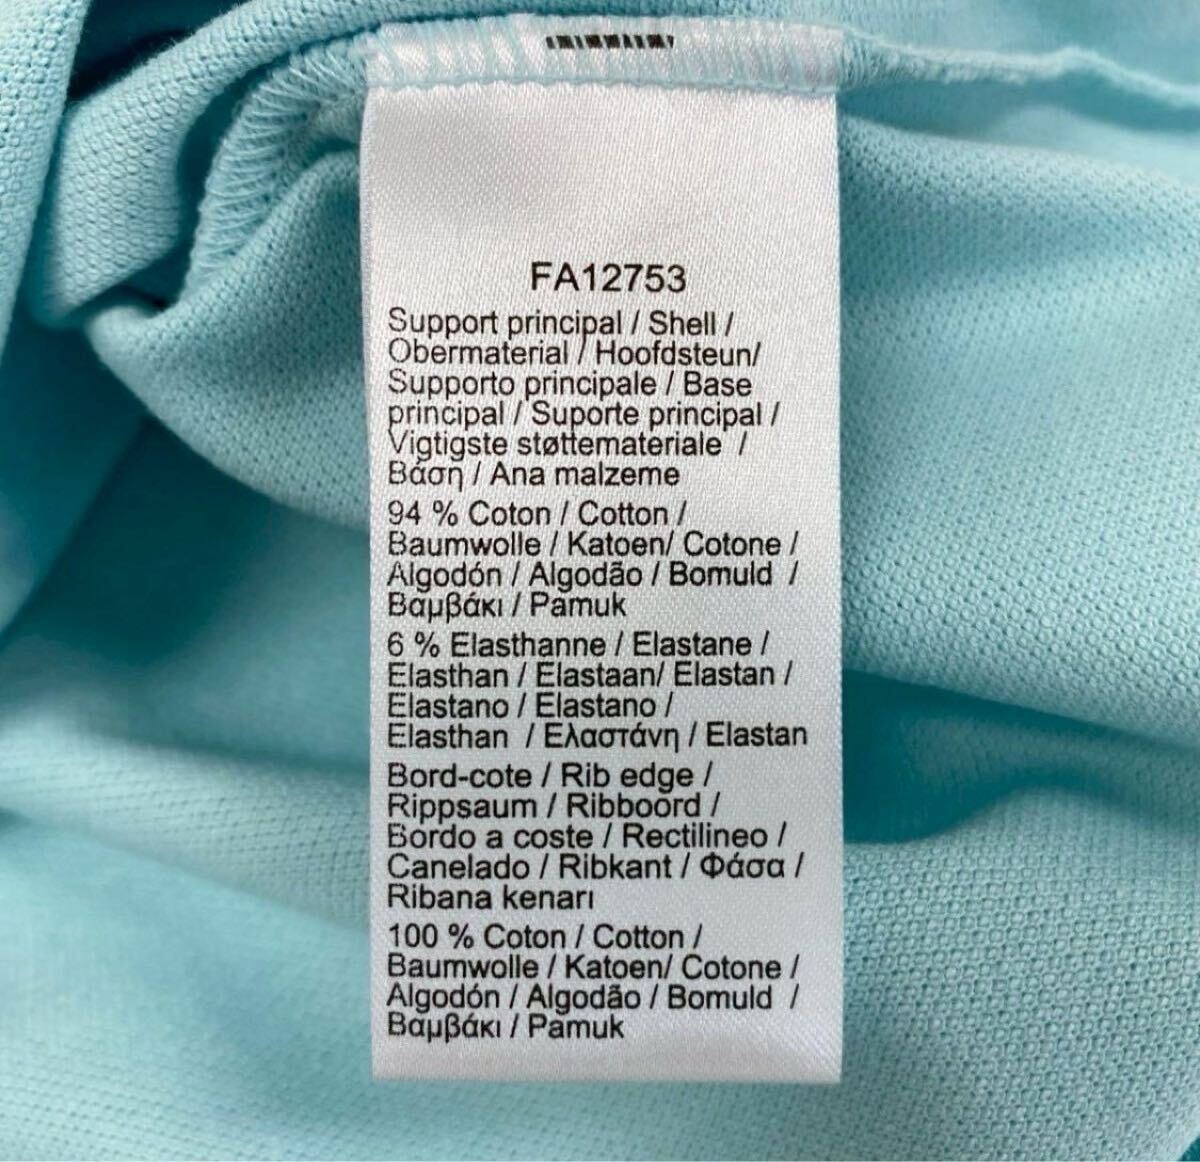 FA12753
Support principal / Shell /
Obermaterial / Hoofdsteun/
Supporto principale / Base
principal / Suporte principal /
Vigtigste støttemateriale /
Βάση / Ana malzeme
94 % Coton / Cotton /
Baumwolle / Katoen/ Cotone /
Algodón / Algodão / Bomuld /
Βαμβάκι / Pamuk
6 % Elasthanne / Elastane /
Elasthan / Elastaan/ Elastan /
Elastano / Elastano /
Elasthan / Ελαστάνη / Elastan
Bord-cote / Rib edge /
Rippsaum / Ribboord /
Bordo a coste / Rectilineo /
Canelado / Ribkant / Φάσα /
Ribana kenarı
100 % Coton / Cotton /
Baumwolle / Katoen/ Cotone /
Algodón / Algodão / Bomuld /
Βαμβάκι / Pamuk